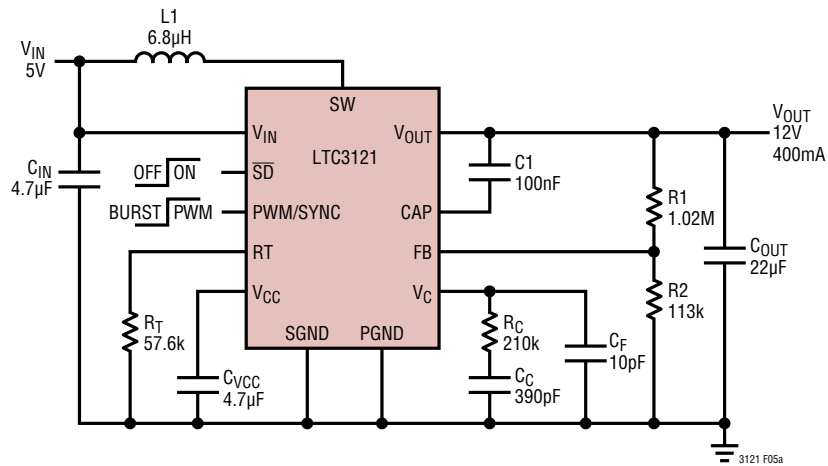 L1
6.8µH
VIN
5V
SW
VIN
VOUT
LTC3121
VOUT
12V
400mA
CIN
4.7µF
OFF ON
SD
C1
100nF
BURST PWM
PWM/SYNC
CAP
R1
1.02M
RT
FB
COUT
22µF
VCC
VC
R2
113k
RT
57.6k
SGND
PGND
RC
210k
CF
10pF
CVCC
4.7µF
CC
390pF
3121 F05a